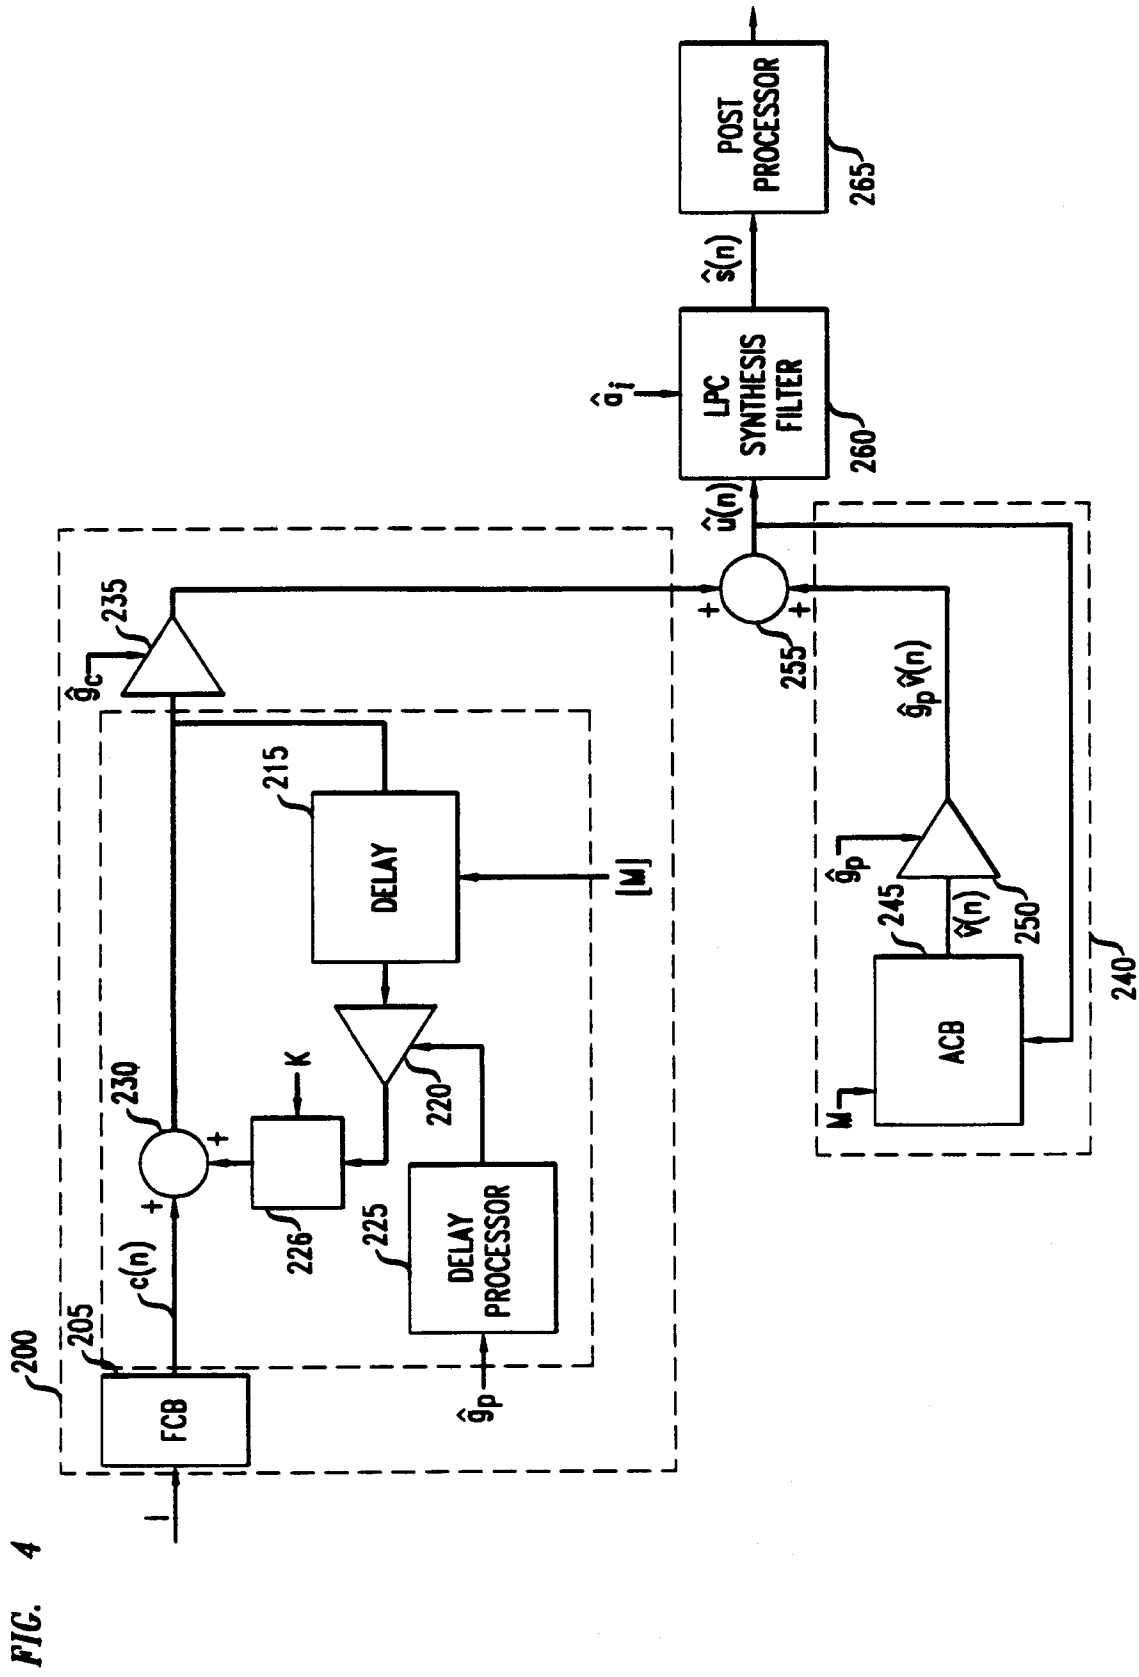 FIG. 4
200
I
FCB
205
c(n)
+
230
+
226
K
225
DELAY
PROCESSOR
ĝp
220
215
DELAY
[M]
ĝc
235
+
+
255
û(n)
âi
LPC
SYNTHESIS
FILTER
260
ŝ(n)
POST
PROCESSOR
265
M
ACB
245
v̂(n)
ĝp
250
ĝp v̂(n)
240